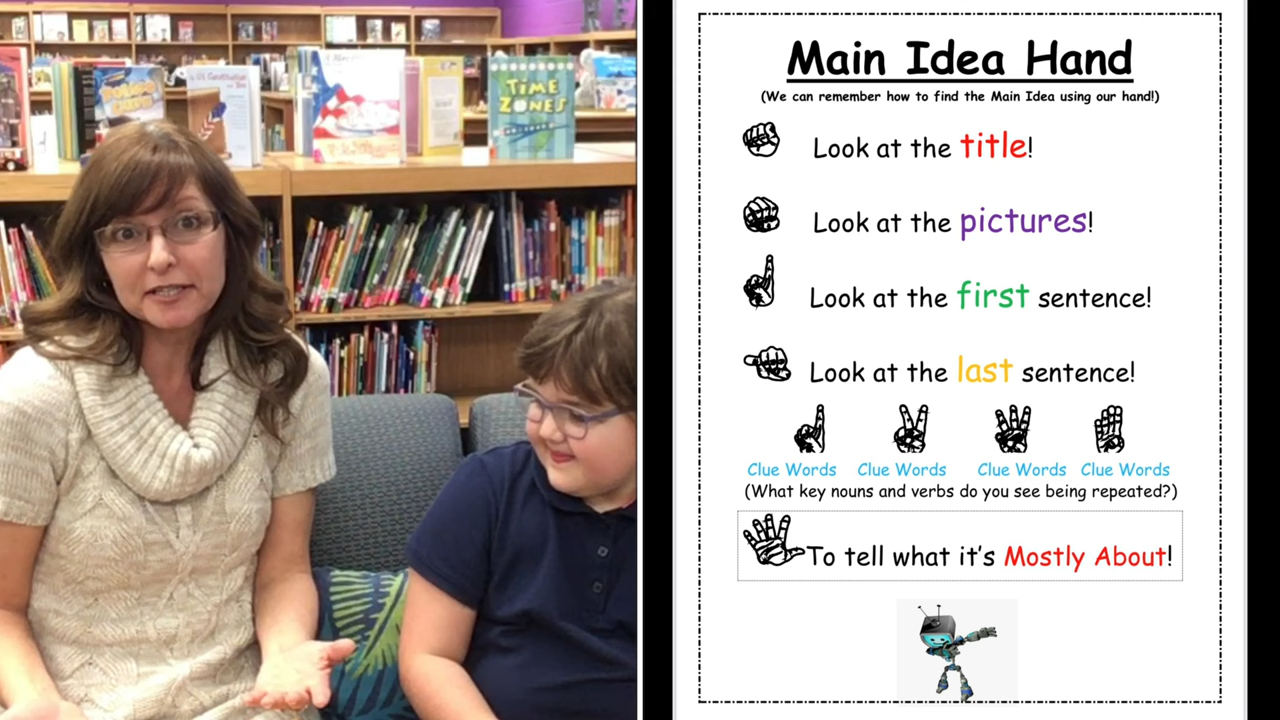 TIME
ZONES
Main Idea Hand
(We can remember how to find the Main Idea using our hand!)
Look at the title!
Look at the pictures!
Look at the first sentence!
Look at the last sentence!
Clue Words Clue Words Clue Words Clue Words
(What key nouns and verbs do you see being repeated?)
To tell what it's Mostly About!